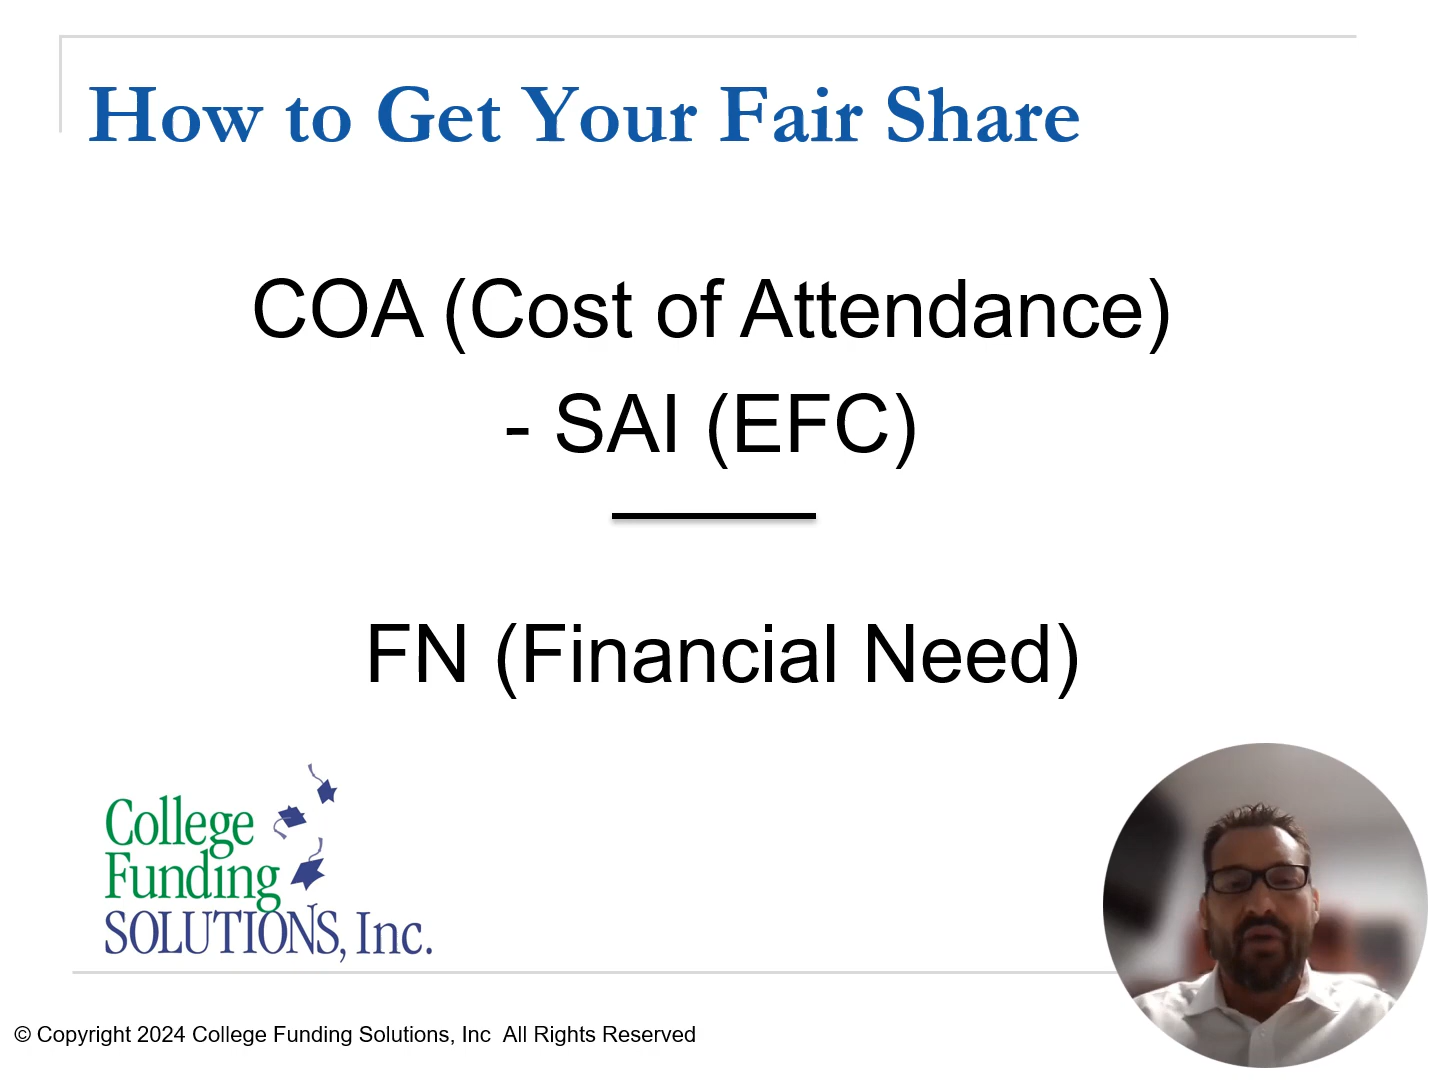 How to Get Your Fair Share
COA (Cost of Attendance)
- SAI (EFC)
FN (Financial Need)
College
Funding
SOLUTIONS, Inc.
© Copyright 2024 College Funding Solutions, Inc  All Rights Reserved